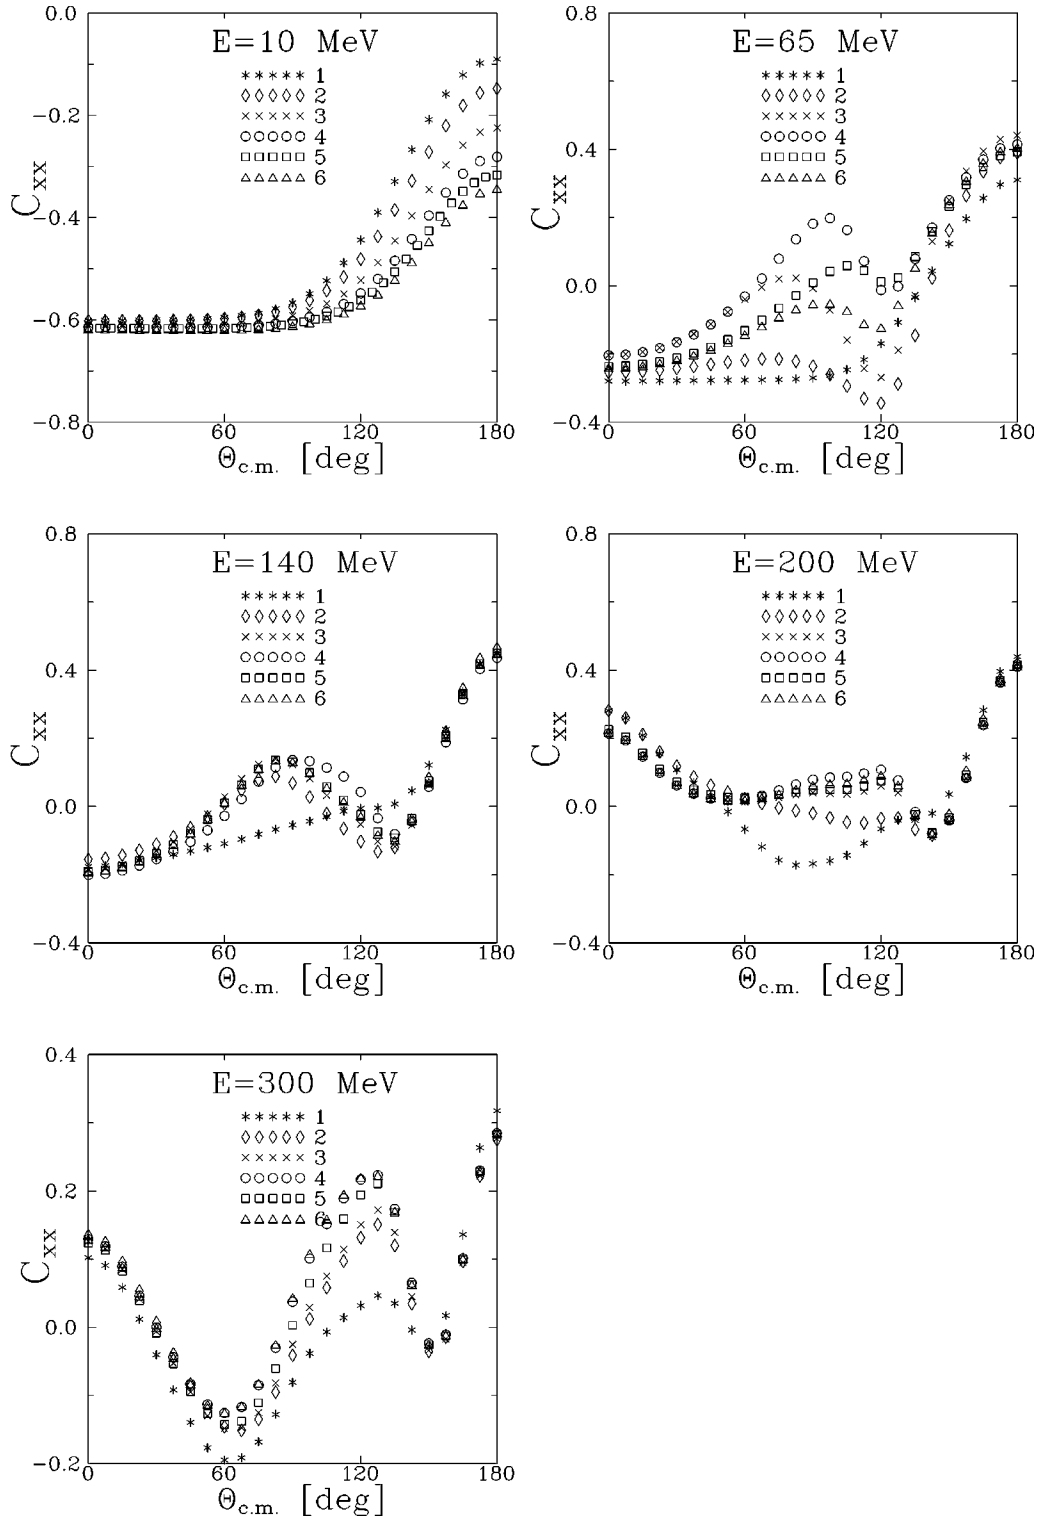 E=10 MeV
1
2
3
4
5
6
0.0
−0.2
−0.4
−0.6
−0.8
C_xx
0 60 120 180
Θ_c.m. [deg]
E=65 MeV
1
2
3
4
5
6
0.8
0.4
0.0
−0.4
C_xx
0 60 120 180
Θ_c.m. [deg]
E=140 MeV
1
2
3
4
5
6
0.8
0.4
0.0
−0.4
C_xx
0 60 120 180
Θ_c.m. [deg]
E=200 MeV
1
2
3
4
5
6
0.8
0.4
0.0
−0.4
C_xx
0 60 120 180
Θ_c.m. [deg]
E=300 MeV
1
2
3
4
5
6
0.4
0.2
0.0
−0.2
C_xx
0 60 120 180
Θ_c.m. [deg]